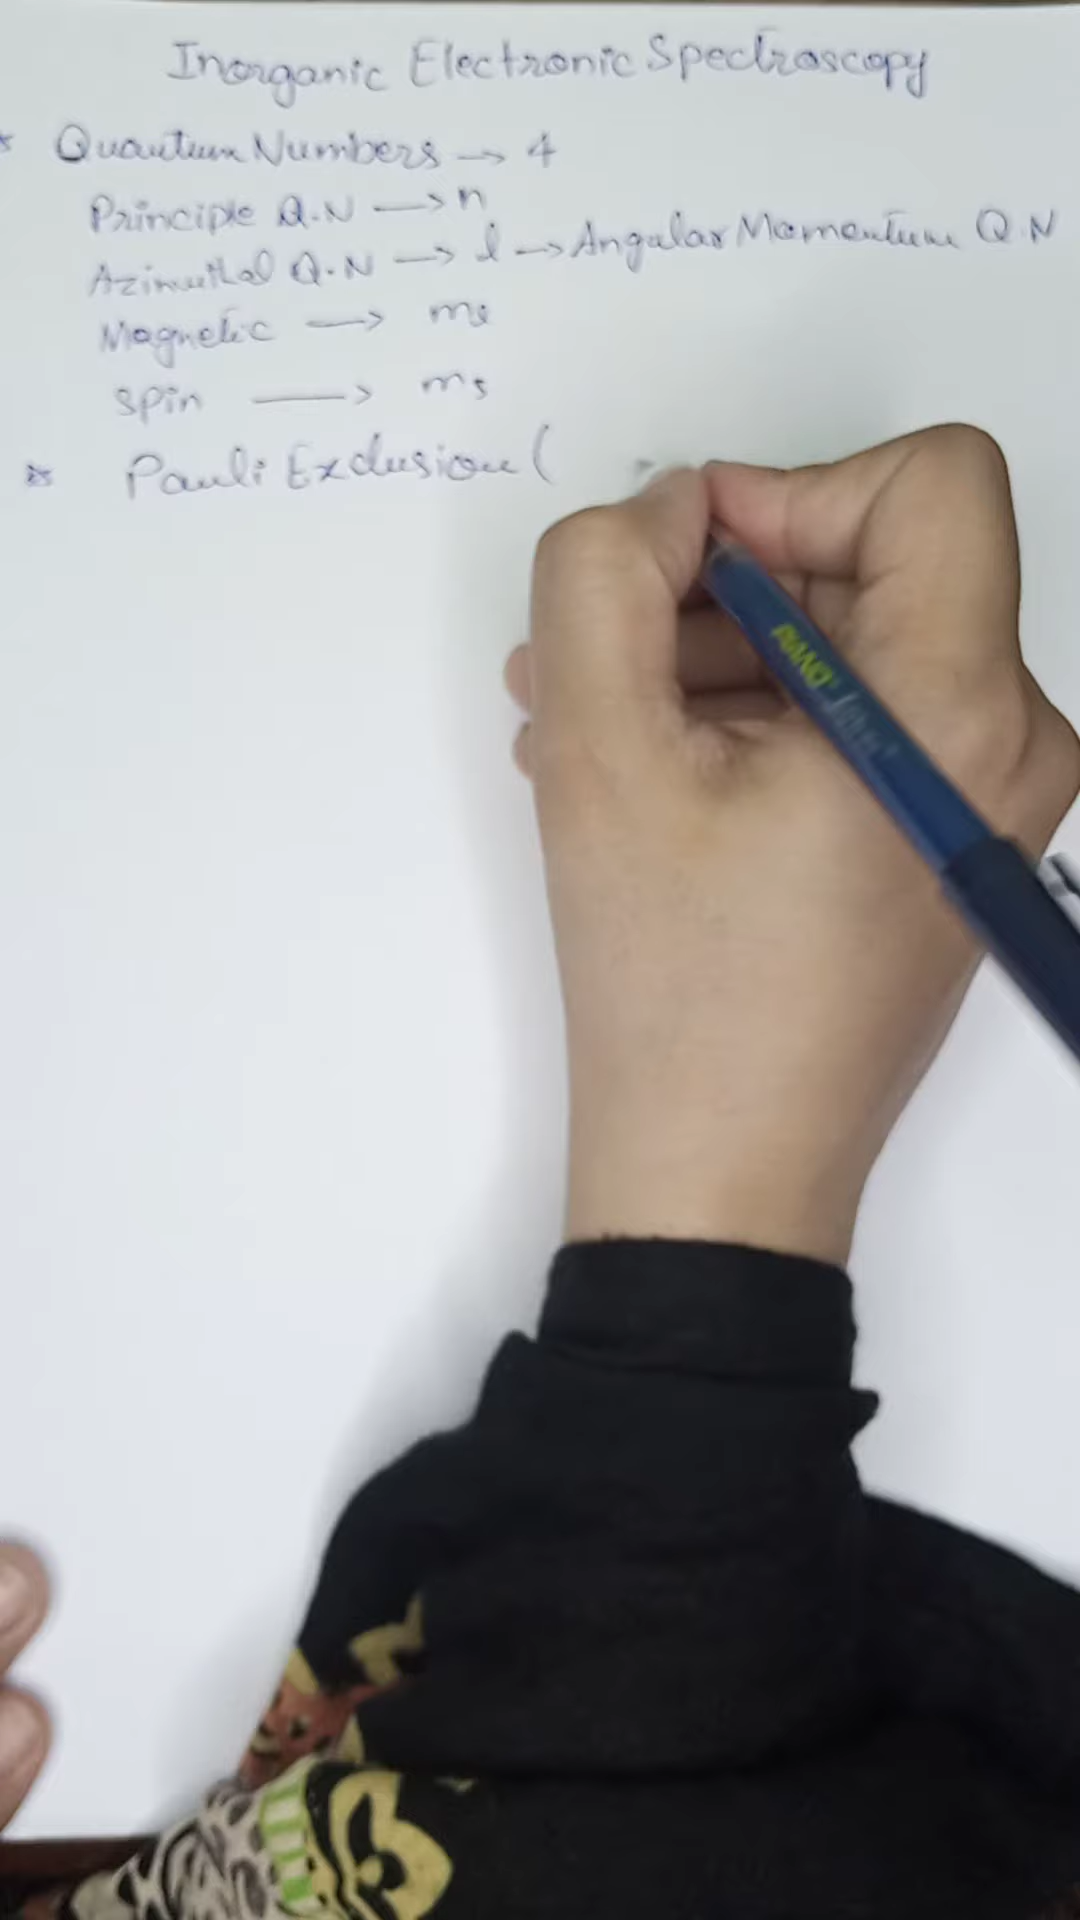 Inorganic Electronic Spectroscopy
* Quantum Numbers → 4
Principle Q.N → n
Azimuthal Q.N → l → Angular Momentum Q.N
Magnetic → ml
Spin → ms
* Pauli Exclusion (